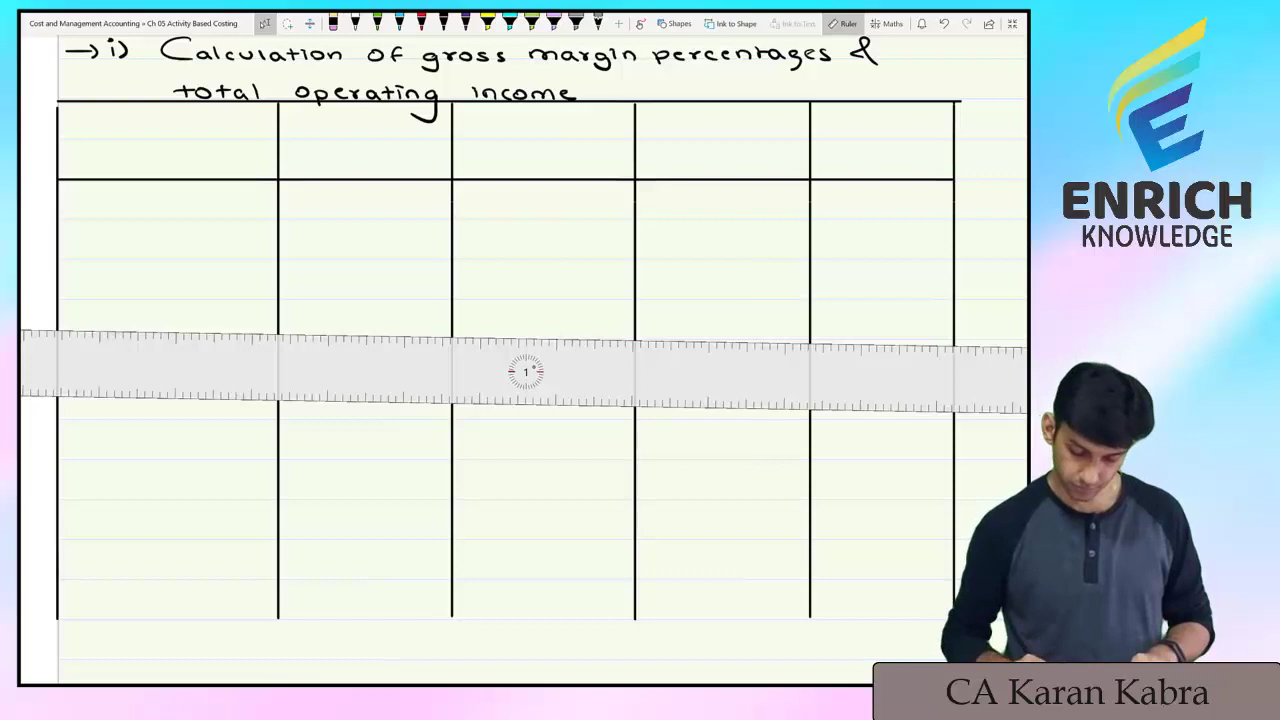 Cost and Management Accounting » Ch 05 Activity Based Costing
Shapes
Ink to Shape
Ink to Text
Ruler
Maths
→ i) Calculation of gross margin percentages &
total operating income
1°
ENRICH
KNOWLEDGE
CA Karan Kabra